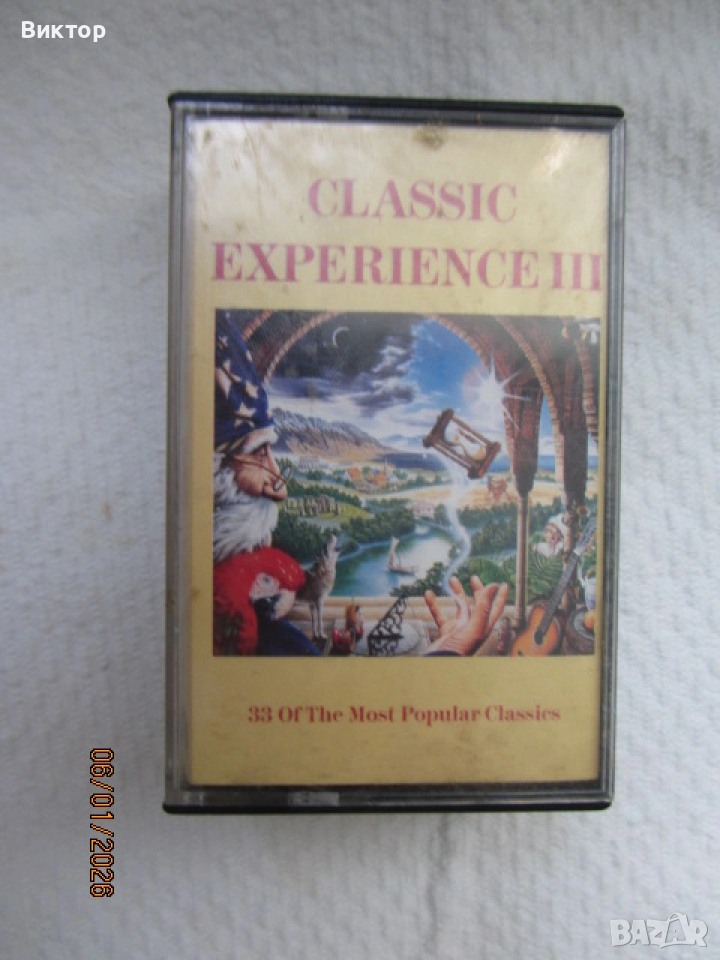 Виктор
CLASSIC
EXPERIENCE III
33 Of The Most Popular Classics
06/01/2026
BAZAR